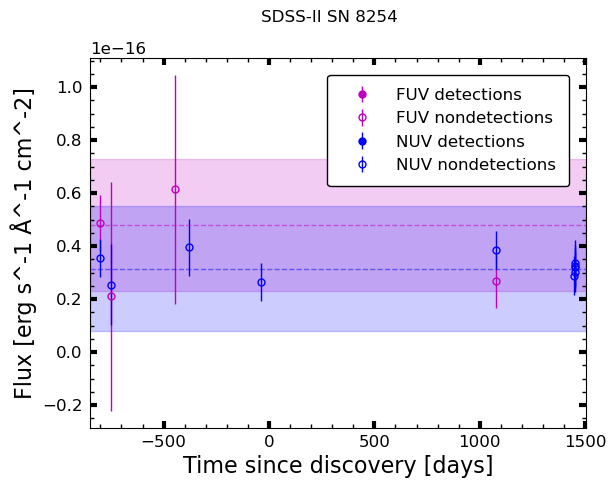 SDSS-II SN 8254
1e−16
FUV detections
FUV nondetections
NUV detections
NUV nondetections
1.0
0.8
0.6
0.4
0.2
0.0
−0.2
Flux [erg s^-1 Å^-1 cm^-2]
−500
0
500
1000
1500
Time since discovery [days]